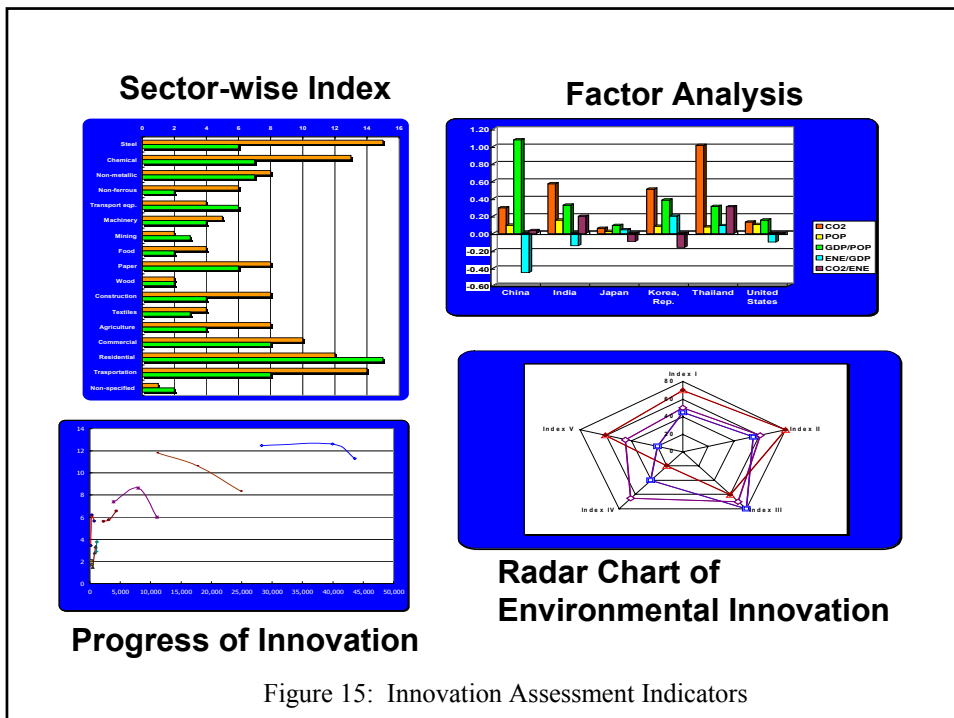 Sector-wise Index
0 2 4 6 8 10 12 14 16
Steel
Chemical
Non-metallic
Non-ferrous
Transport eqp.
Machinery
Mining
Food
Paper
Wood
Construction
Textiles
Agriculture
Commercial
Residential
Trasportation
Non-specified
Factor Analysis
1.20
1.00
0.80
0.60
0.40
0.20
0.00
-0.20
-0.40
-0.60
China India Japan Korea, Rep. Thailand United States
CO2
POP
GDP/POP
ENE/GDP
CO2/ENE
14
12
10
8
6
4
2
0
0 5,000 10,000 15,000 20,000 25,000 30,000 35,000 40,000 45,000 50,000
Progress of Innovation
Index I
80
60
40
20
0
Index V
Index II
Index IV
Index III
Radar Chart of
Environmental Innovation
Figure 15: Innovation Assessment Indicators